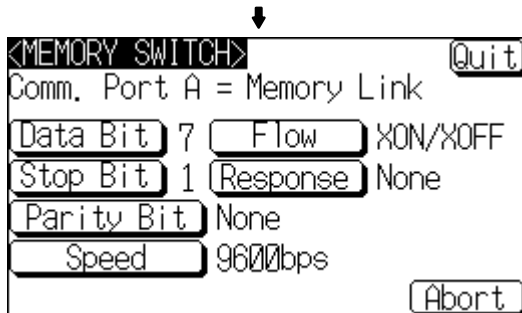 <MEMORY SWITCH> Quit
Comm. Port A = Memory Link
Data Bit 7 Flow XON/XOFF
Stop Bit 1 Response None
Parity Bit None
Speed 9600bps
Abort